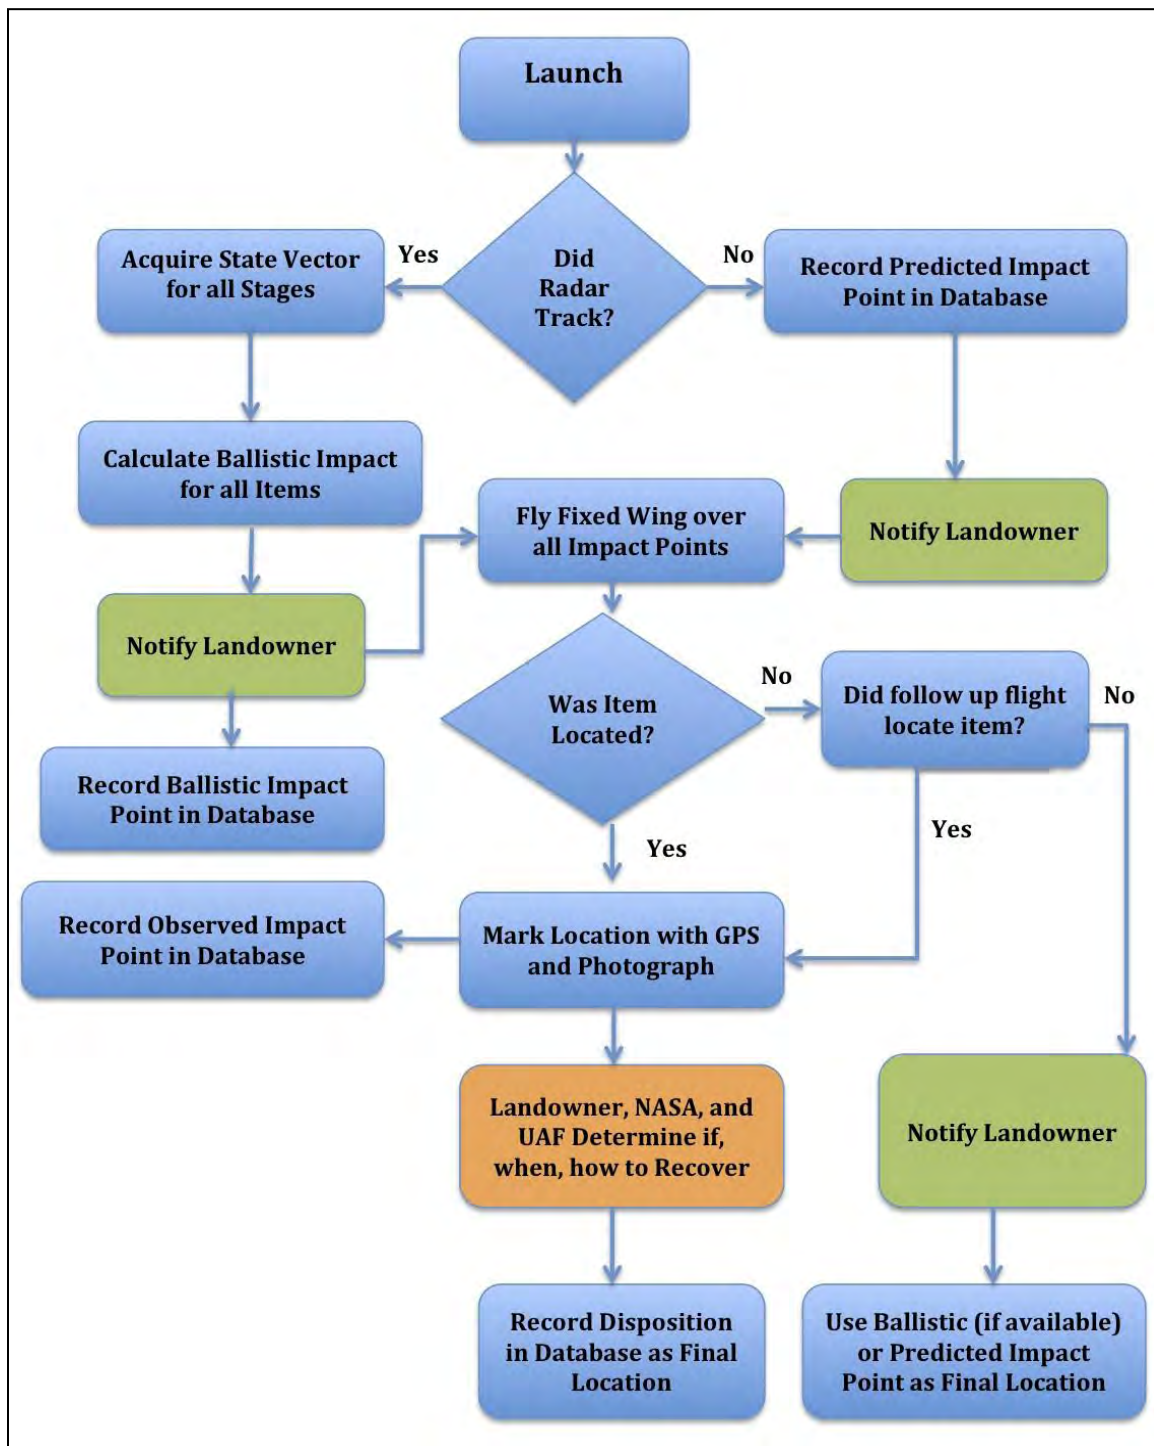 Launch
Did
Radar
Track?
Yes
No
Acquire State Vector
for all Stages
Record Predicted Impact
Point in Database
Calculate Ballistic Impact
for all Items
Fly Fixed Wing over
all Impact Points
Notify Landowner
Notify Landowner
Was Item
Located?
No
Did follow up flight
locate item?
No
Record Ballistic Impact
Point in Database
Yes
Yes
Record Observed Impact
Point in Database
Mark Location with GPS
and Photograph
Landowner, NASA, and
UAF Determine if,
when, how to Recover
Notify Landowner
Record Disposition
in Database as Final
Location
Use Ballistic (if available)
or Predicted Impact
Point as Final Location